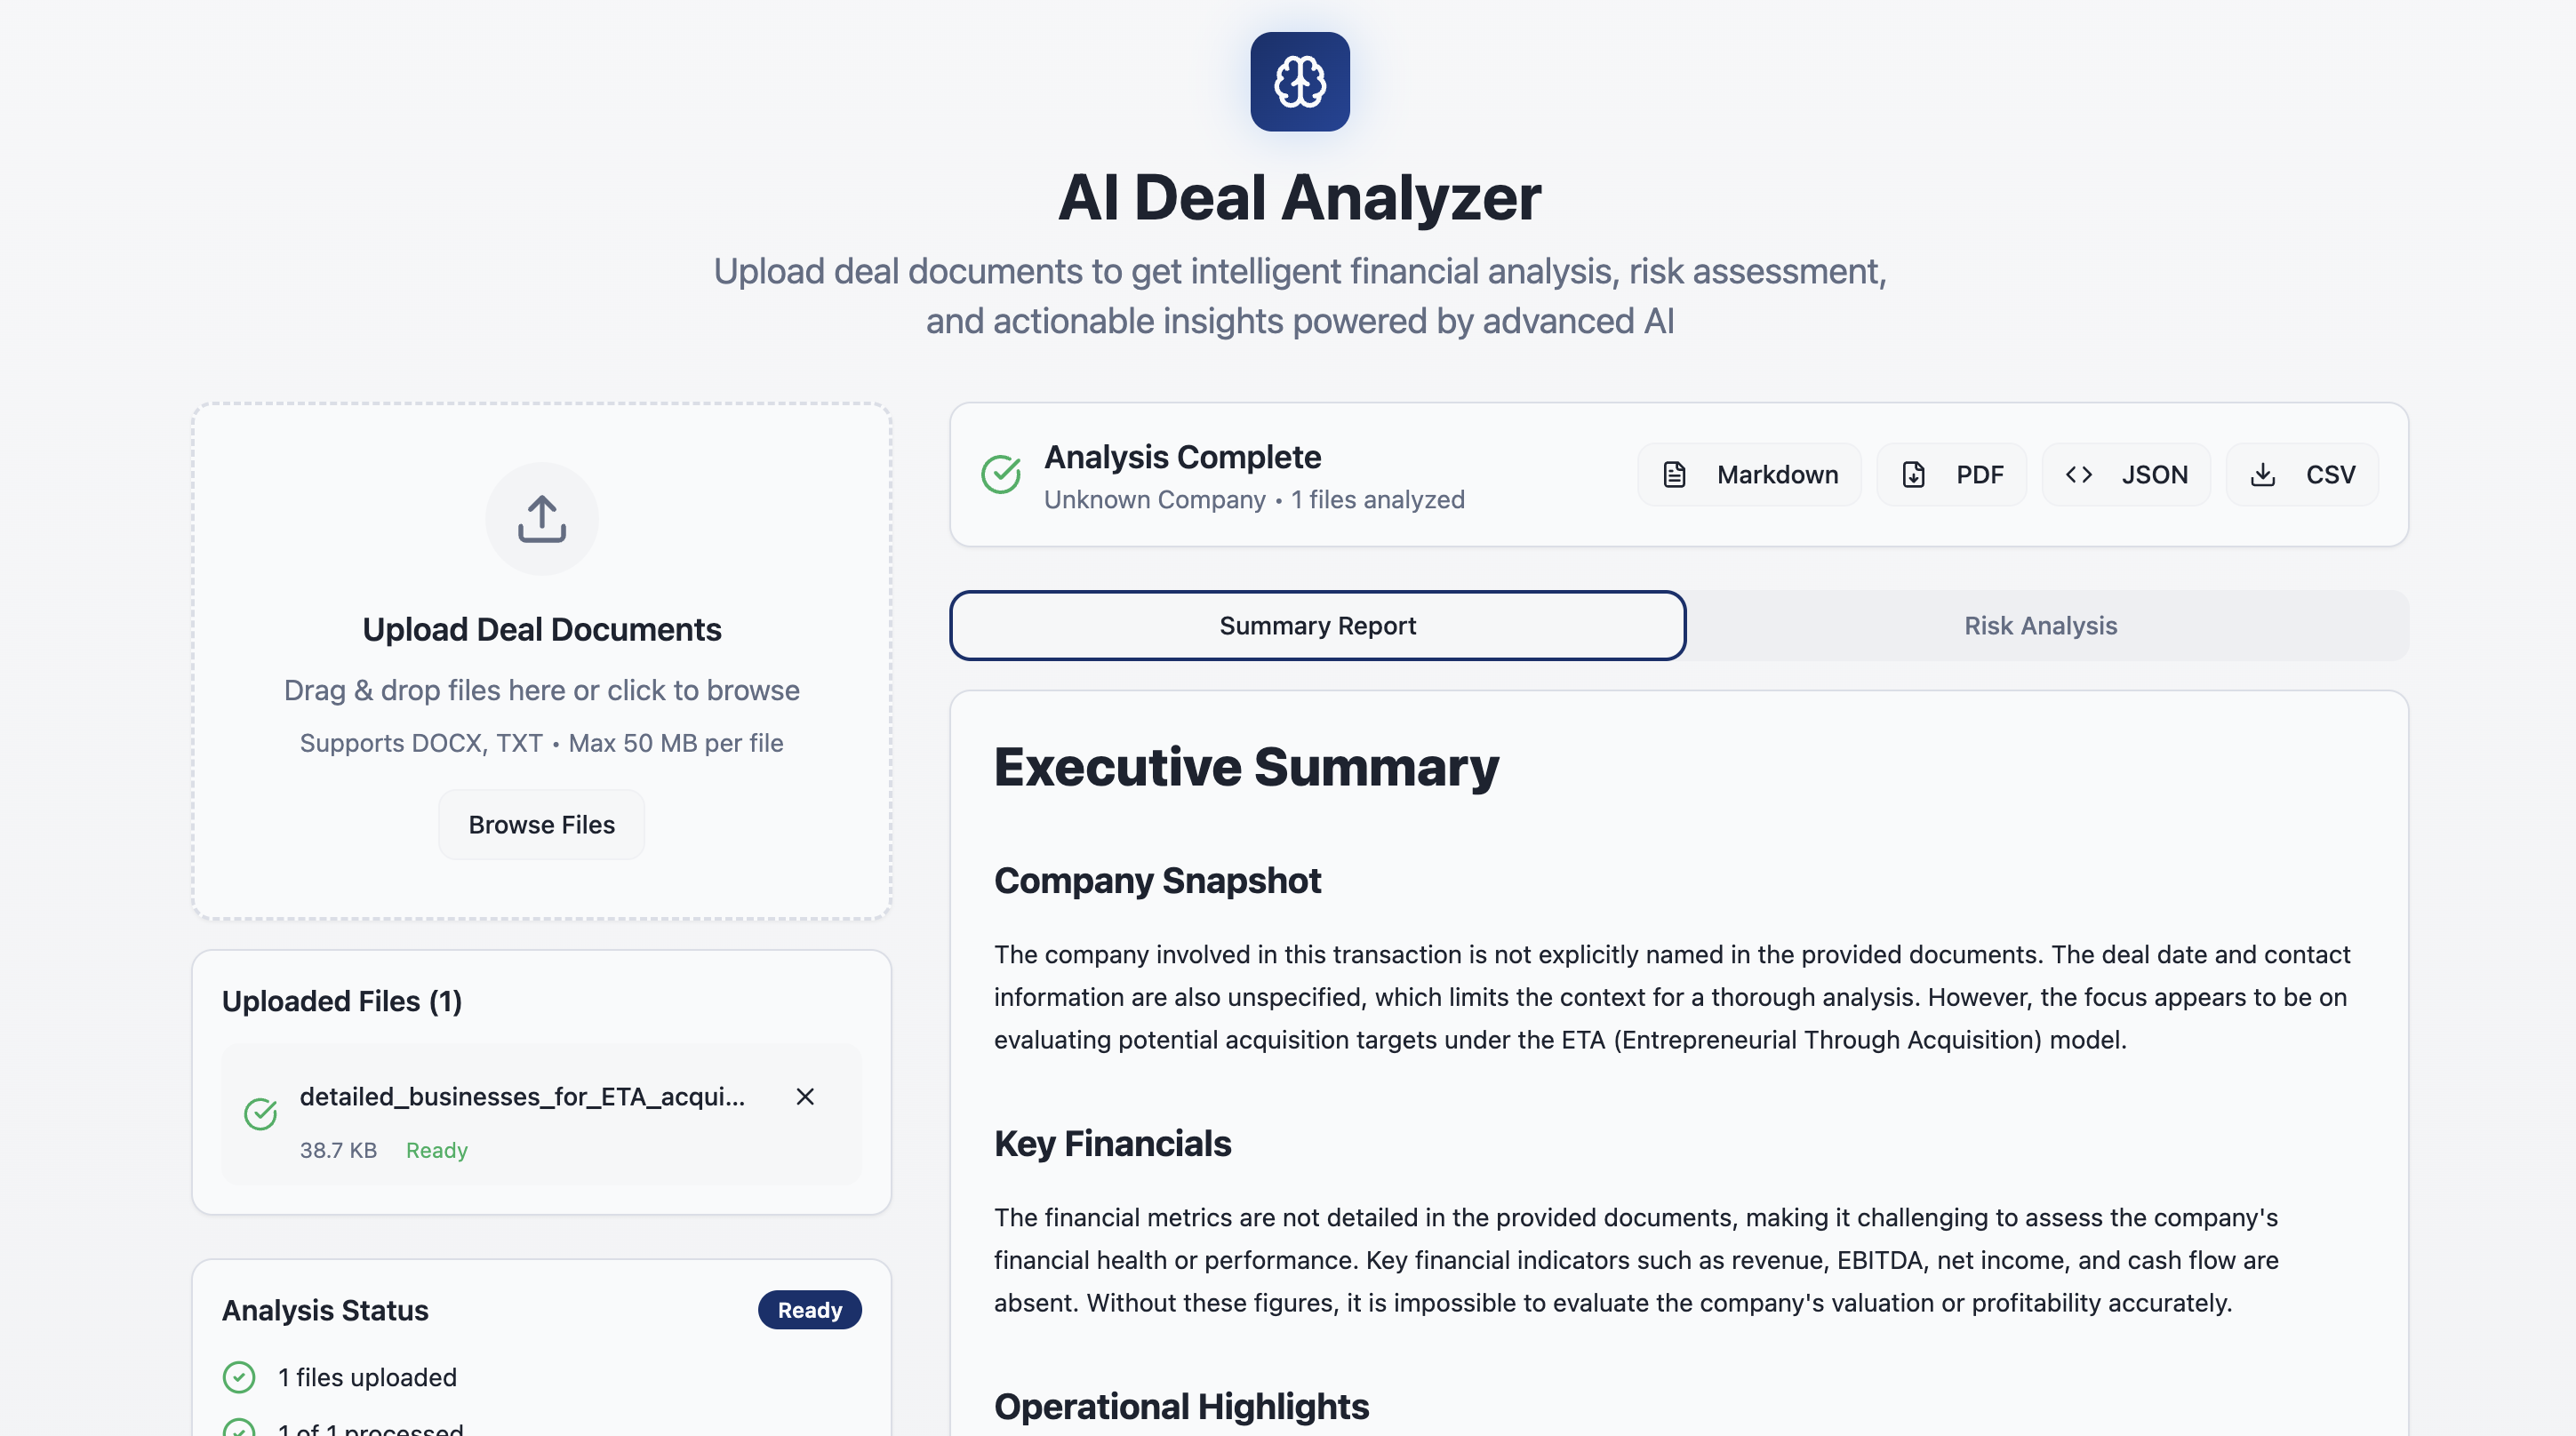 AI Deal Analyzer
Upload deal documents to get intelligent financial analysis, risk assessment,
and actionable insights powered by advanced AI
Upload Deal Documents
Drag & drop files here or click to browse
Supports DOCX, TXT • Max 50 MB per file
Browse Files
Uploaded Files (1)
detailed_businesses_for_ETA_acqui...
38.7 KB Ready
Analysis Status Ready
1 files uploaded
1 of 1 processed
Analysis Complete
Unknown Company • 1 files analyzed
Markdown PDF JSON CSV
Summary Report Risk Analysis
Executive Summary
Company Snapshot
The company involved in this transaction is not explicitly named in the provided documents. The deal date and contact
information are also unspecified, which limits the context for a thorough analysis. However, the focus appears to be on
evaluating potential acquisition targets under the ETA (Entrepreneurial Through Acquisition) model.
Key Financials
The financial metrics are not detailed in the provided documents, making it challenging to assess the company's
financial health or performance. Key financial indicators such as revenue, EBITDA, net income, and cash flow are
absent. Without these figures, it is impossible to evaluate the company's valuation or profitability accurately.
Operational Highlights